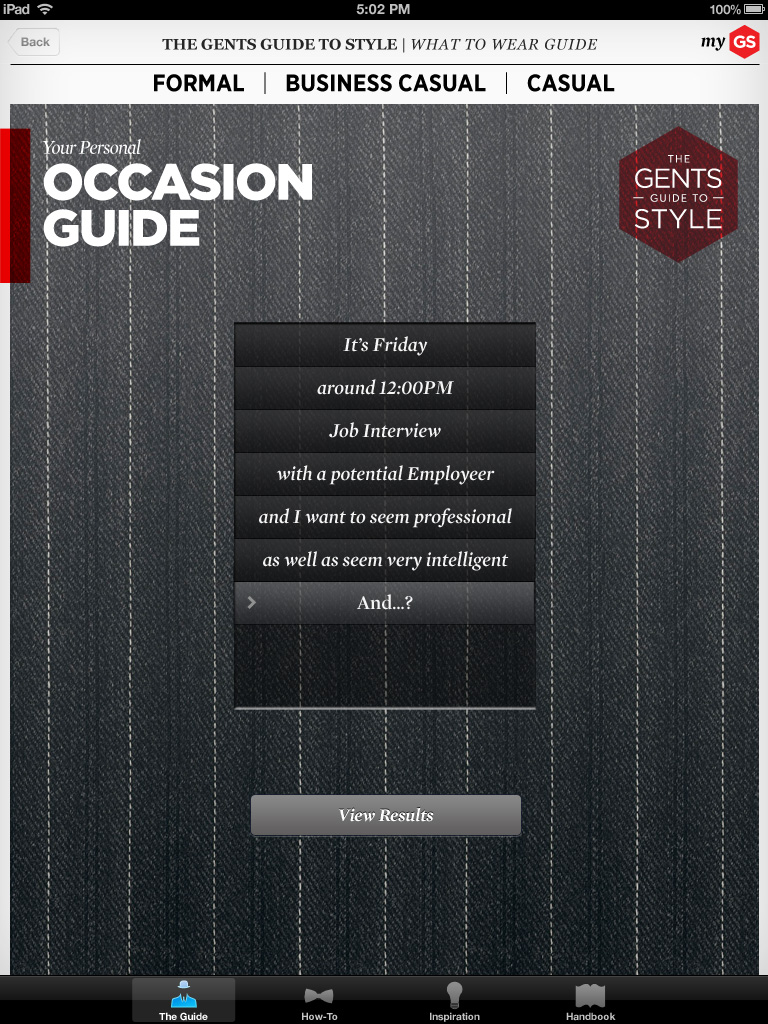 iPad 5:02 PM 100%
Back THE GENTS GUIDE TO STYLE | WHAT TO WEAR GUIDE my GS
FORMAL | BUSINESS CASUAL | CASUAL
Your Personal
OCCASION
GUIDE
THE
GENTS
GUIDE TO
STYLE
It's Friday
around 12:00PM
Job Interview
with a potential Employeer
and I want to seem professional
as well as seem very intelligent
And...?
View Results
The Guide How-To Inspiration Handbook